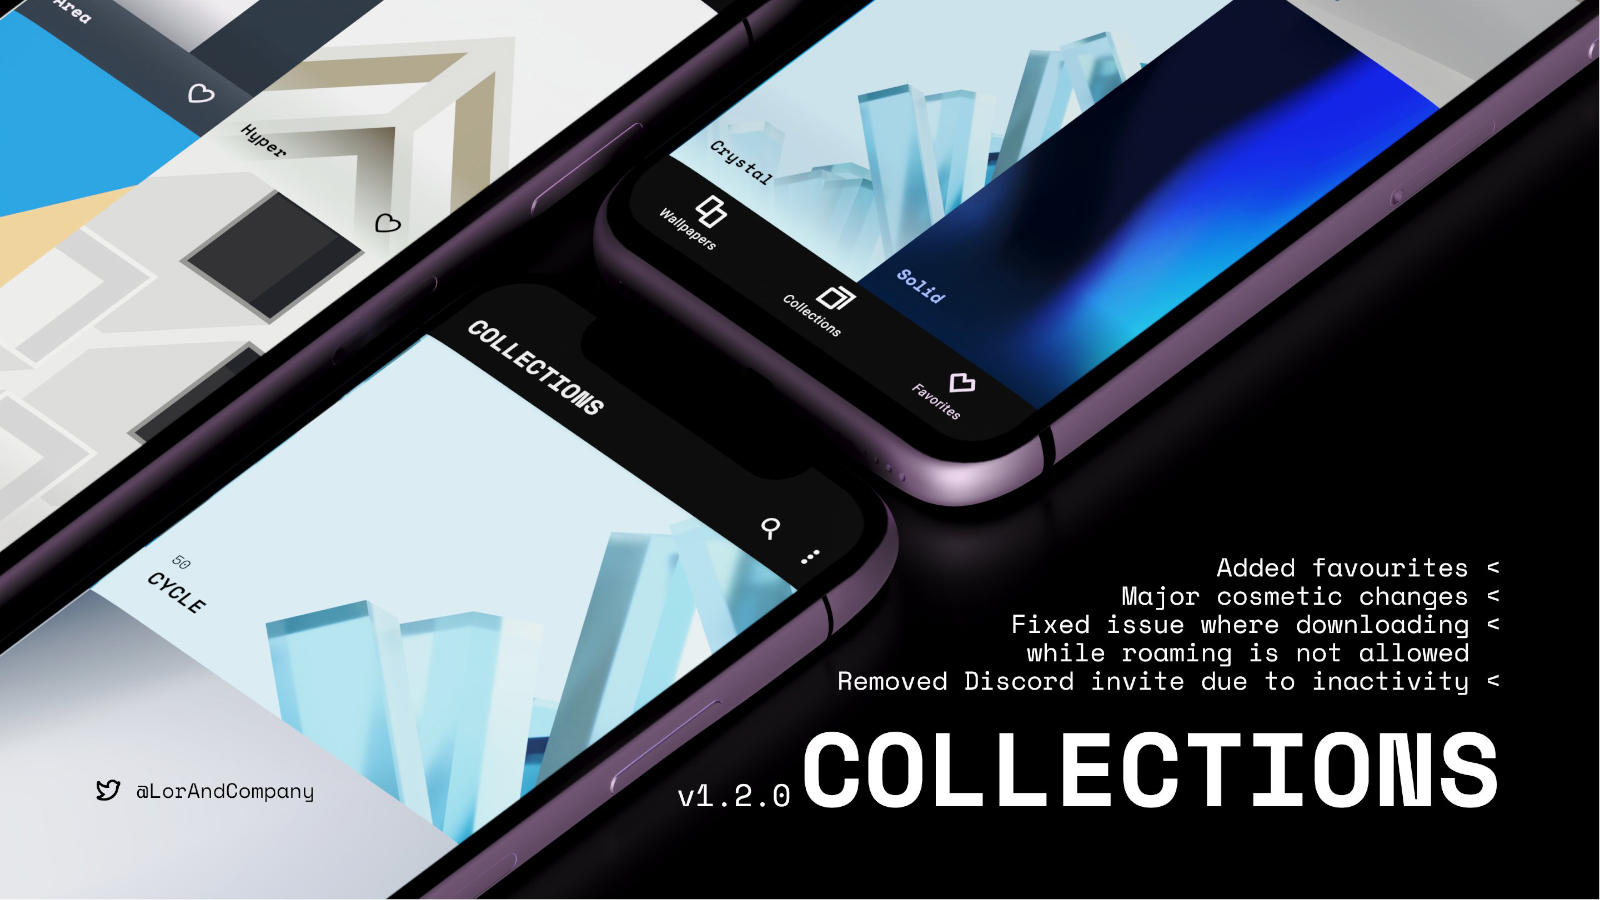 Area
Hyper
Crystal
Solid
Wallpapers
Collections
Favorites
COLLECTIONS
50
CYCLE
Added favourites <
Major cosmetic changes <
Fixed issue where downloading <
while roaming is not allowed
Removed Discord invite due to inactivity <
@LorAndCompany
v1.2.0 COLLECTIONS